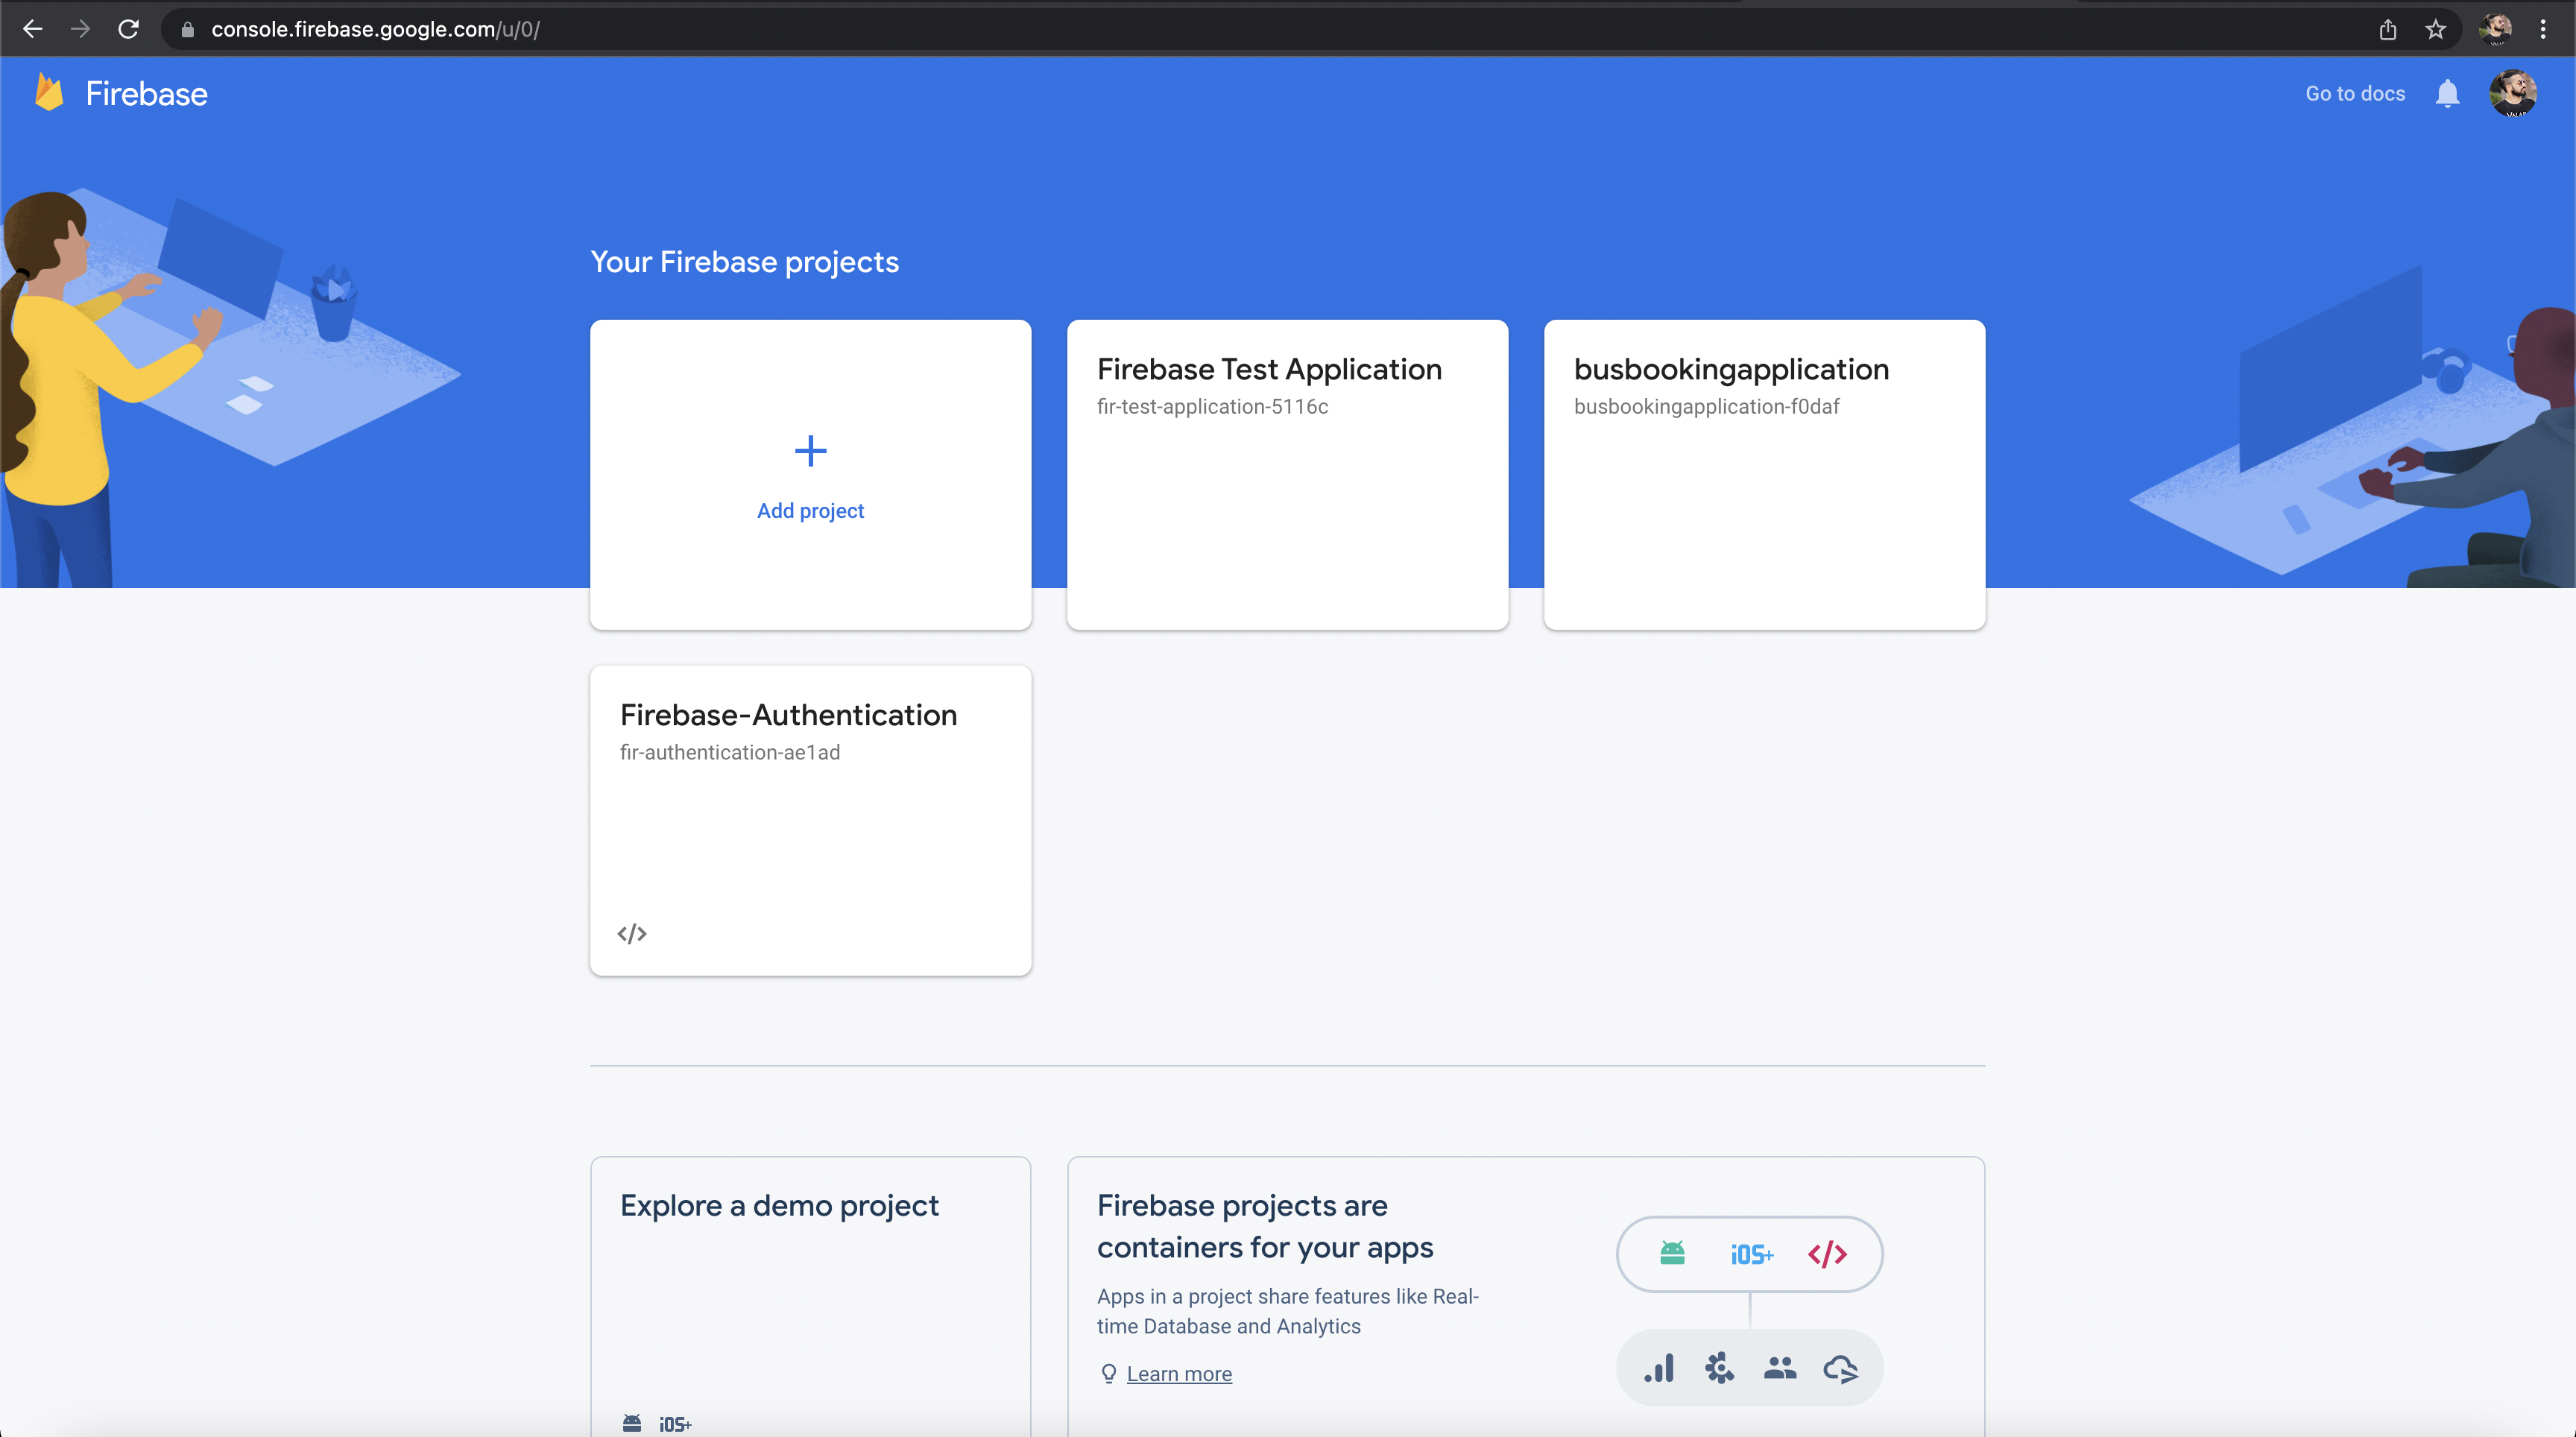 console.firebase.google.com/u/0/
Firebase
Go to docs
Your Firebase projects
Add project
Firebase Test Application
fir-test-application-5116c
busbookingapplication
busbookingapplication-f0daf
Firebase-Authentication
fir-authentication-ae1ad
</>
Explore a demo project
iOS+
Firebase projects are
containers for your apps
Apps in a project share features like Real-
time Database and Analytics
Learn more
iOS+ </>